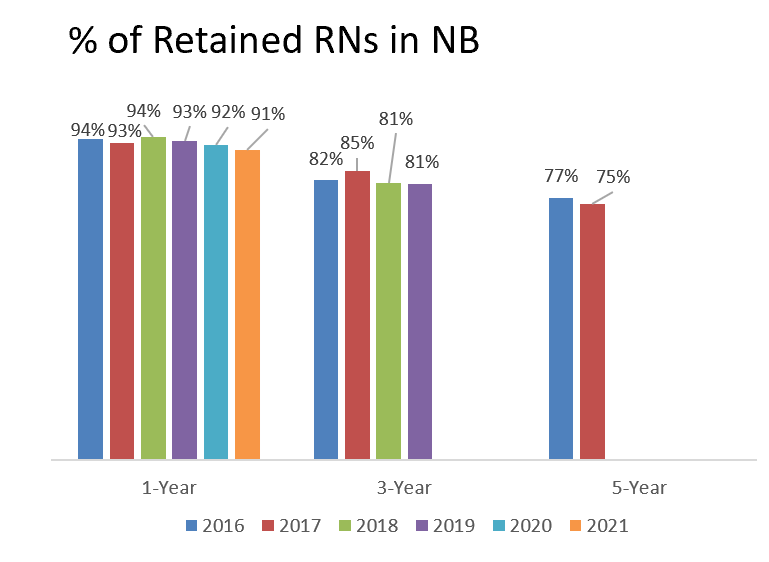 % of Retained RNs in NB
94% 93% 94% 93% 92% 91%
82% 85% 81% 81%
77% 75%
1-Year 3-Year 5-Year
2016 2017 2018 2019 2020 2021